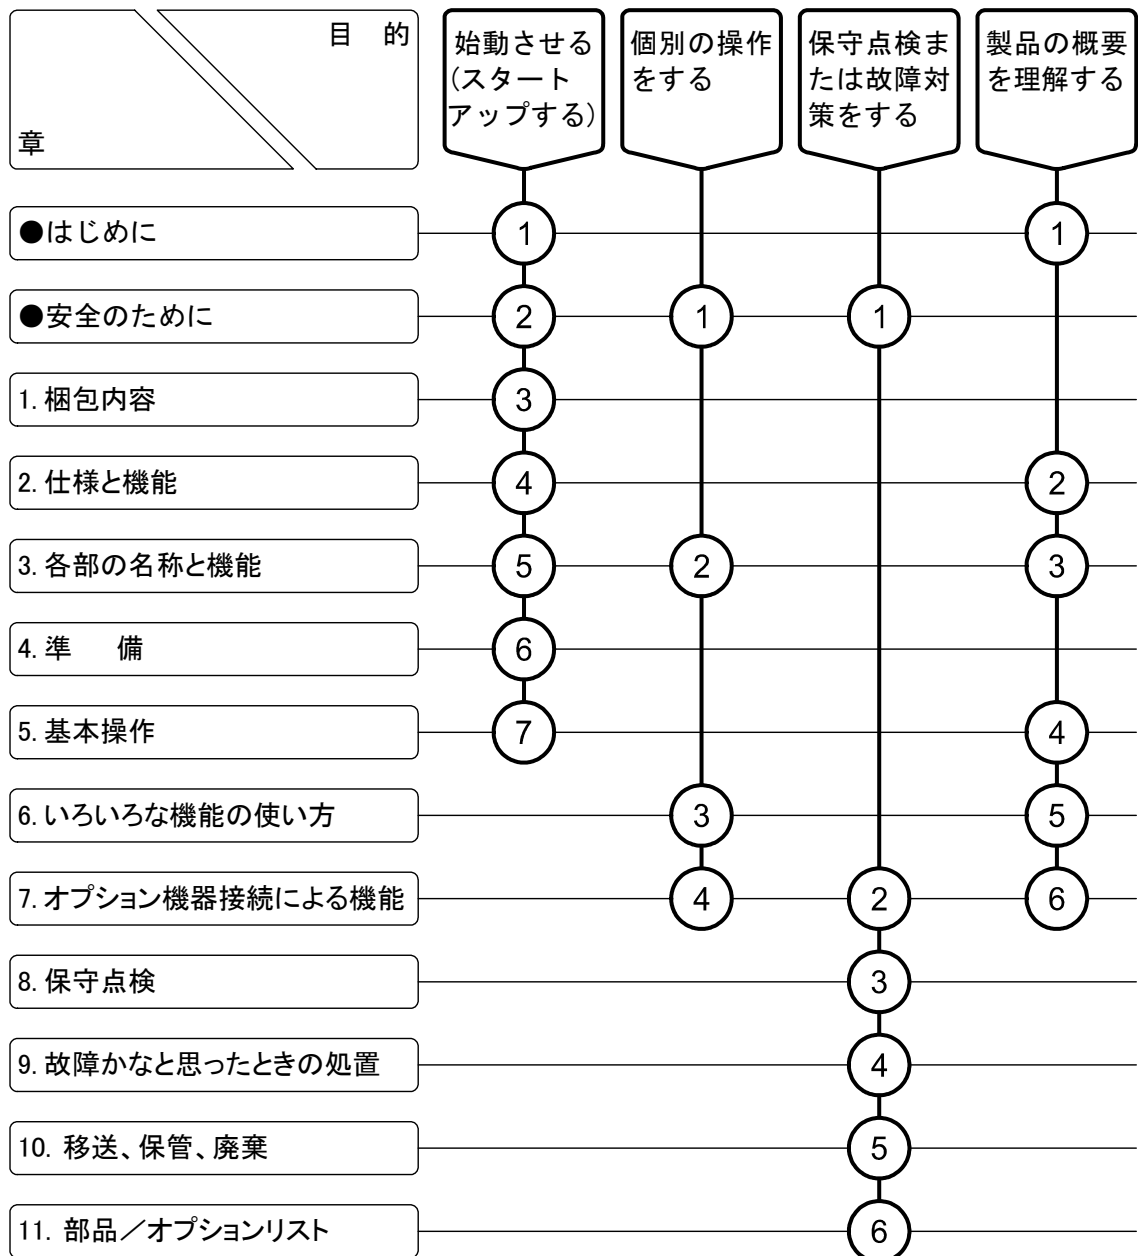 目　的
章
始動させる
(スタート
アップする)
個別の操作
をする
保守点検ま
たは故障対
策をする
製品の概要
を理解する
●はじめに
1
1
●安全のために
2
1
1
1. 梱包内容
3
2. 仕様と機能
4
2
3. 各部の名称と機能
5
2
3
4. 準　備
6
5. 基本操作
7
4
6. いろいろな機能の使い方
3
5
7. オプション機器接続による機能
4
2
6
8. 保守点検
3
9. 故障かなと思ったときの処置
4
10. 移送、保管、廃棄
5
11. 部品／オプションリスト
6